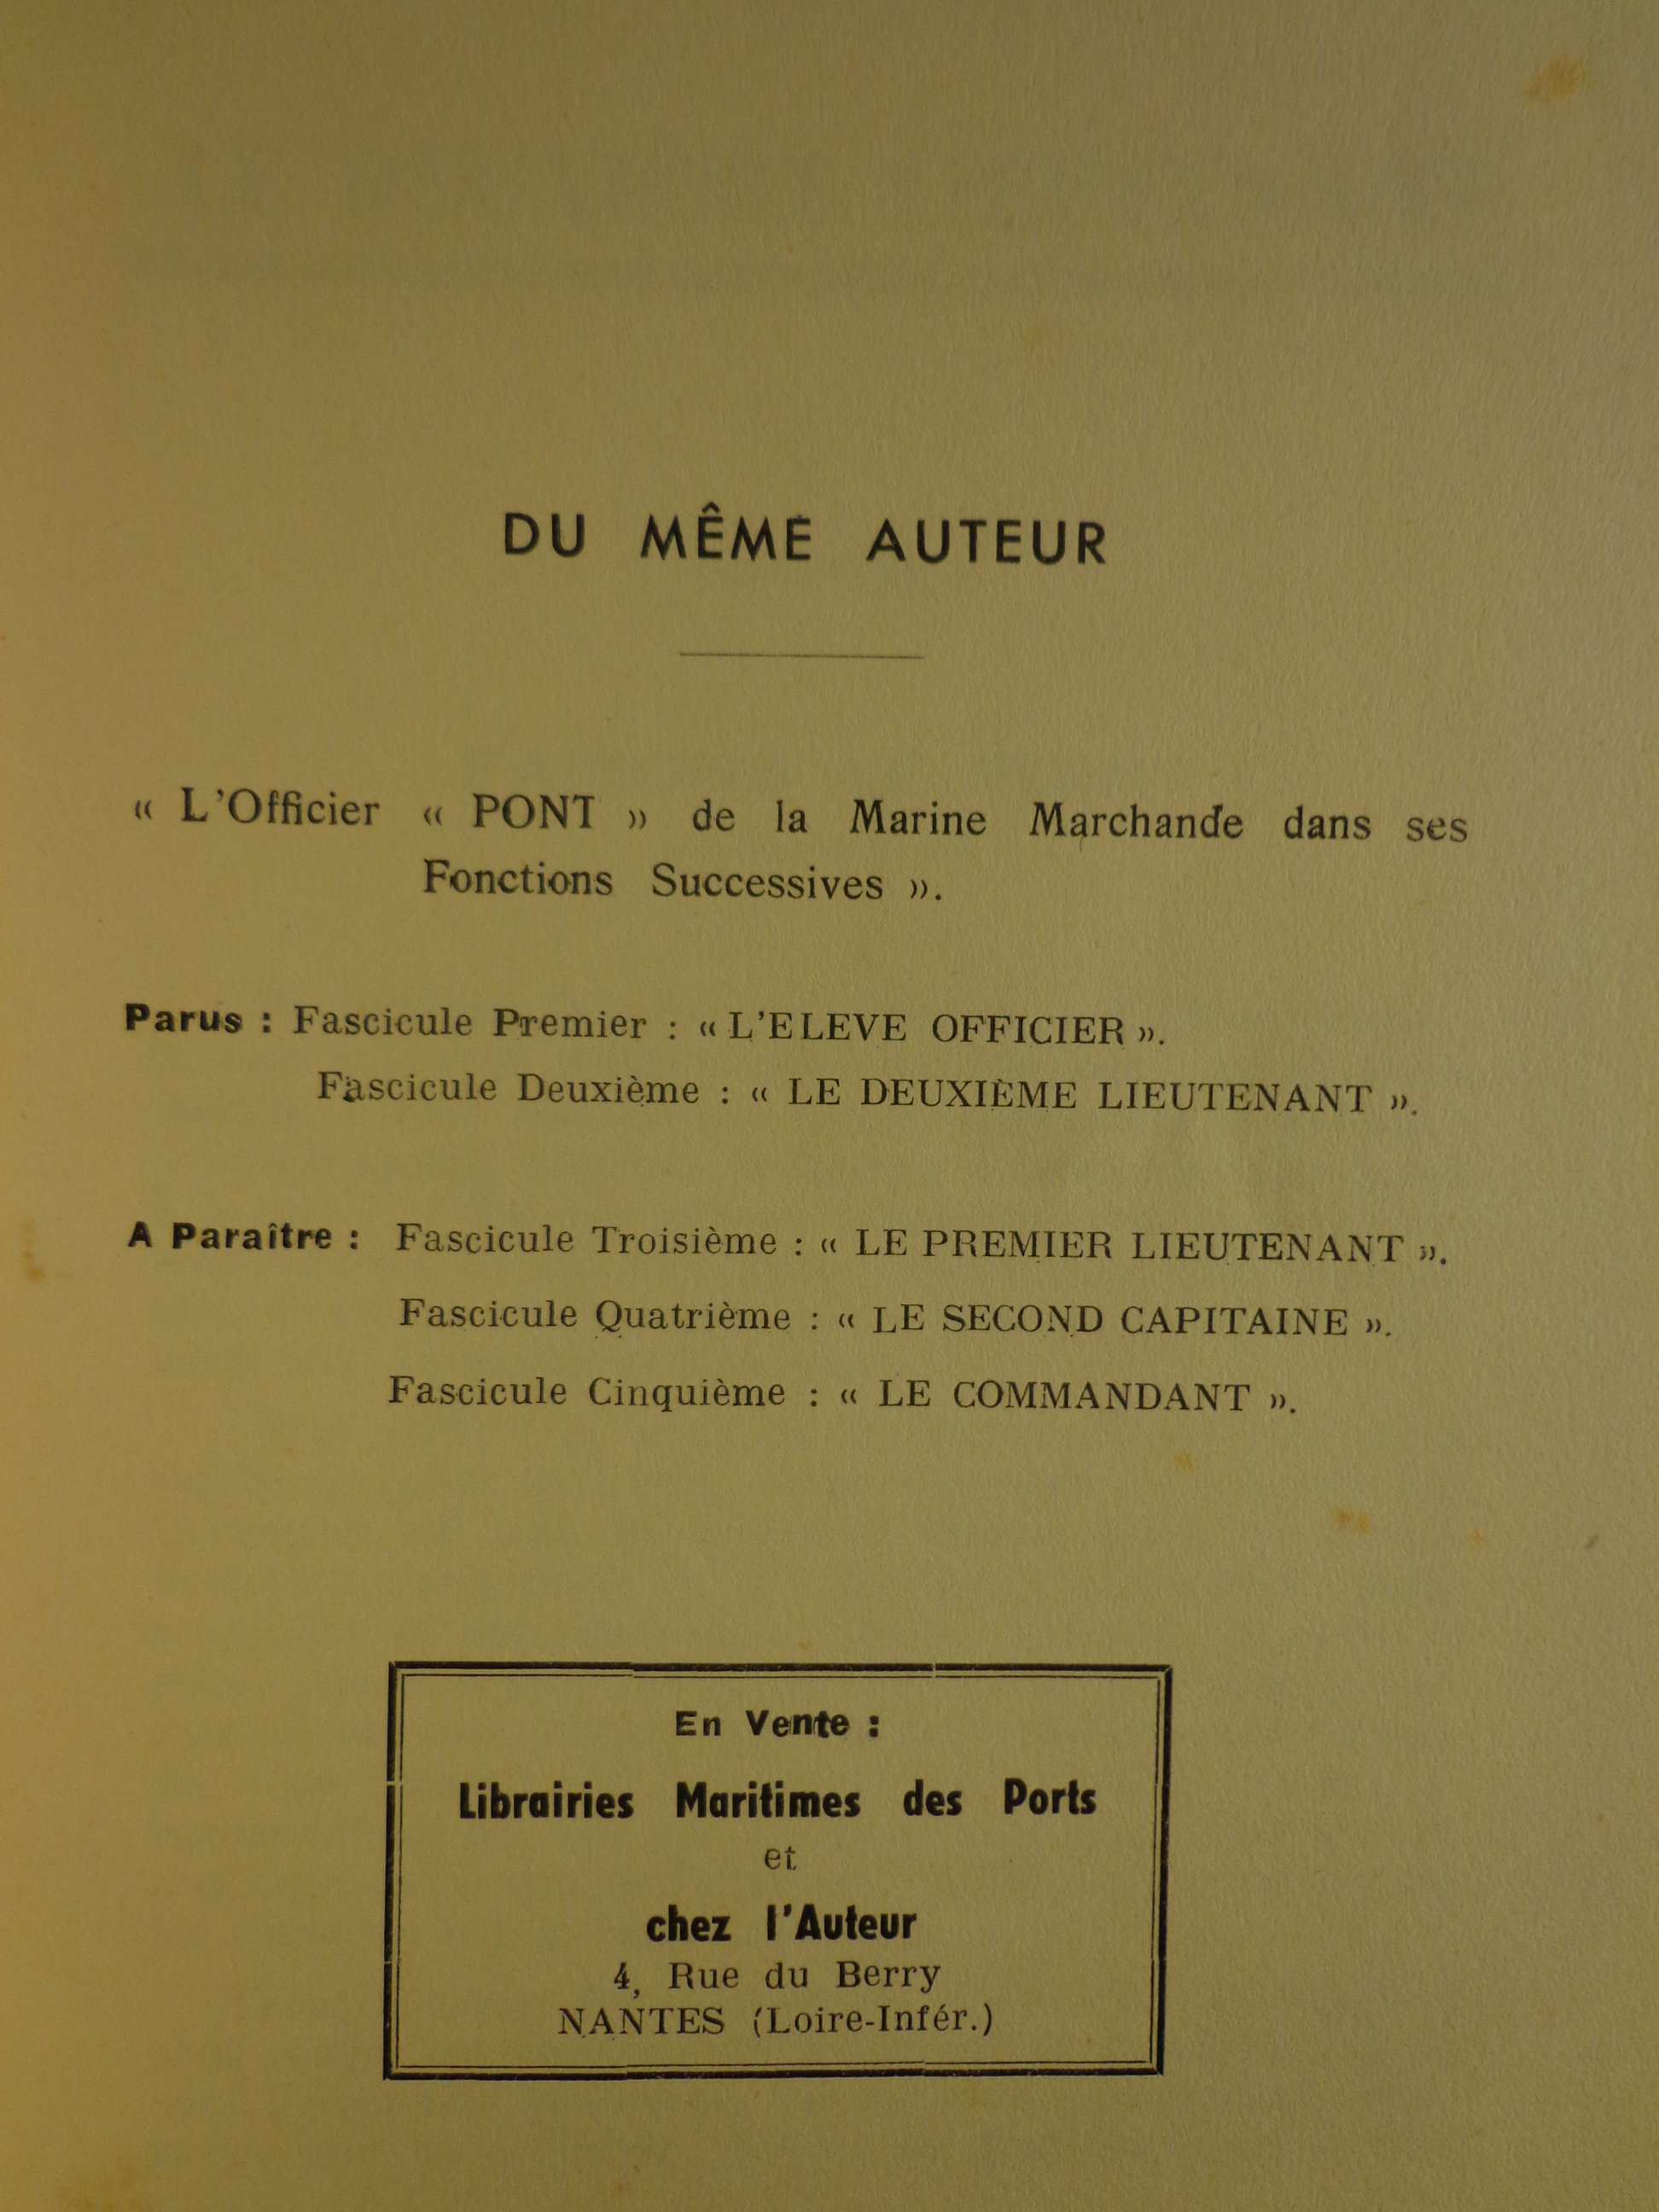 DU MÊME AUTEUR
« L'Officier « PONT » de la Marine Marchande dans ses
Fonctions Successives ».
Parus : Fascicule Premier : « L'ELEVE OFFICIER ».
Fascicule Deuxième : « LE DEUXIÈME LIEUTENANT ».
A Paraître : Fascicule Troisième : « LE PREMIER LIEUTENANT ».
Fascicule Quatrième : « LE SECOND CAPITAINE ».
Fascicule Cinquième : « LE COMMANDANT ».
En Vente :
Librairies Maritimes des Ports
et
chez l'Auteur
4, Rue du Berry
NANTES (Loire-Infér.)